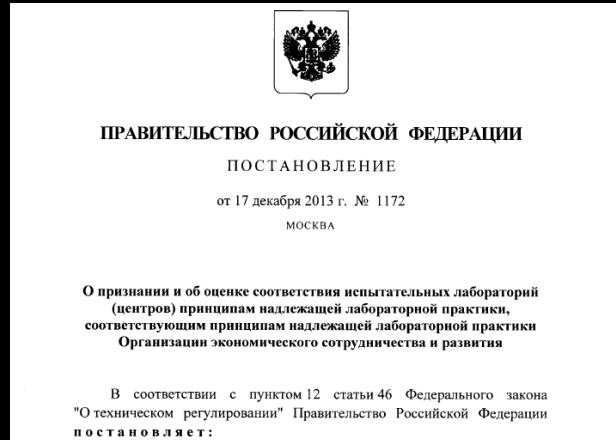 ПРАВИТЕЛЬСТВО РОССИЙСКОЙ ФЕДЕРАЦИИ
ПОСТАНОВЛЕНИЕ
от 17 декабря 2013 г. № 1172
МОСКВА
О признании и об оценке соответствия испытательных лабораторий
(центров) принципам надлежащей лабораторной практики,
соответствующим принципам надлежащей лабораторной практики
Организации экономического сотрудничества и развития
В соответствии с пунктом 12 статьи 46 Федерального закона
"О техническом регулировании" Правительство Российской Федерации
постановляет: